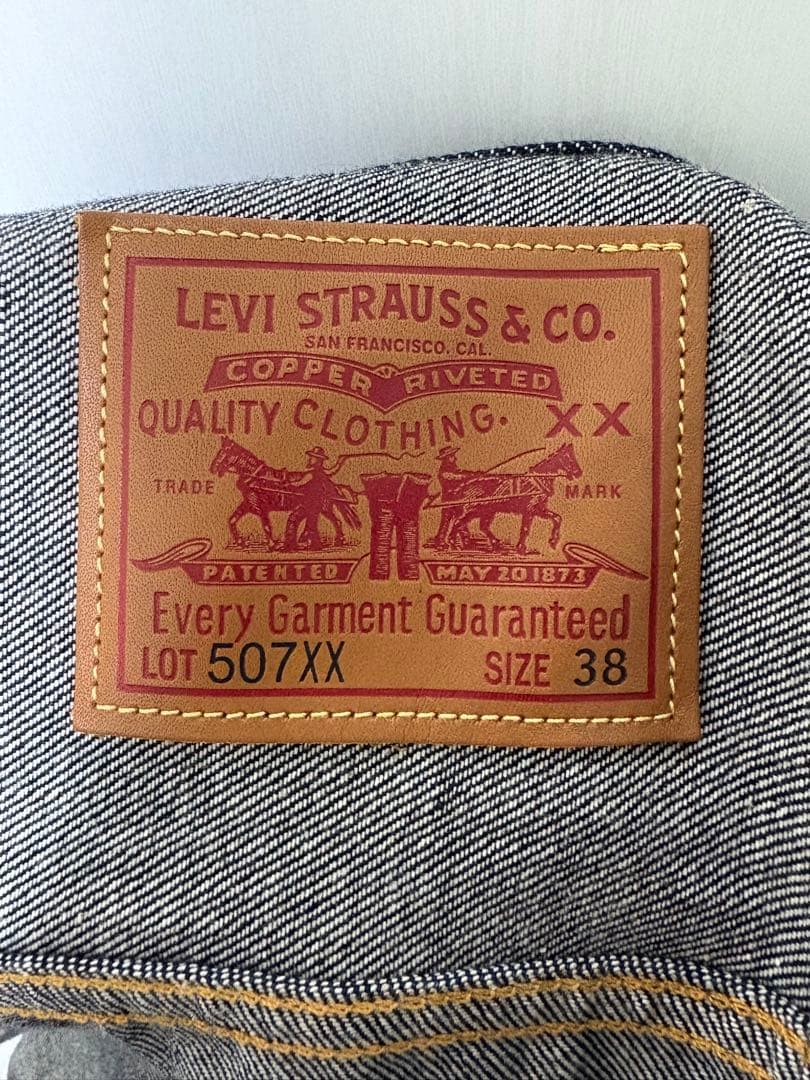 LEVI STRAUSS & CO.
SAN FRANCISCO. CAL.
COPPER RIVETED
QUALITY CLOTHING. XX
TRADE MARK
PATENTED MAY 20 1873
Every Garment Guaranteed
LOT 507XX SIZE 38